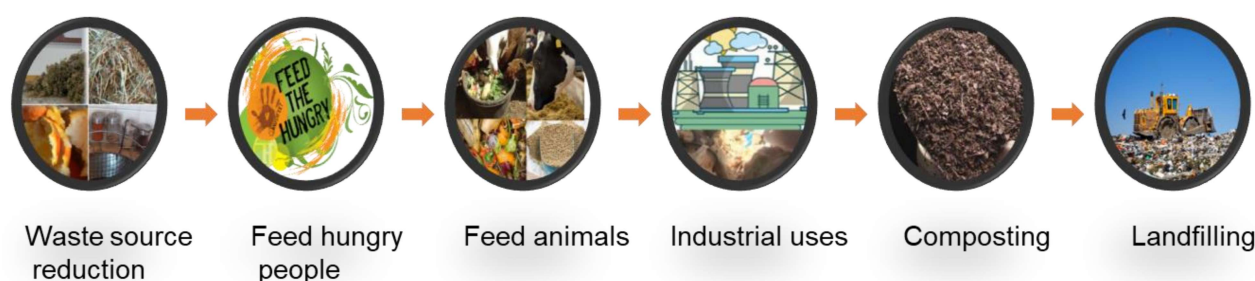 FEED
THE
HUNGRY
Waste source
reduction
Feed hungry
people
Feed animals
Industrial uses
Composting
Landfilling